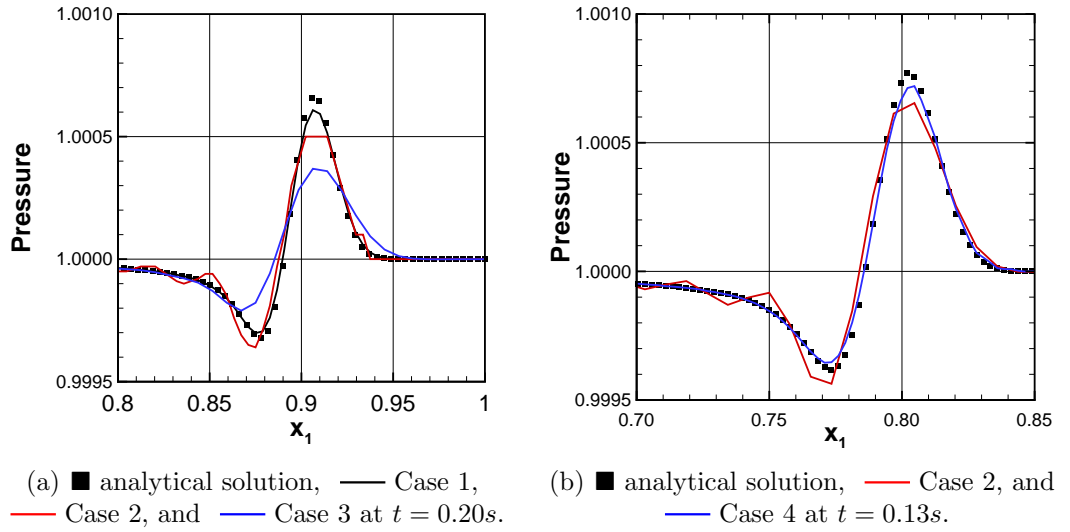 1.0010
1.0005
1.0000
0.9995
Pressure
0.8
0.85
0.9
0.95
1
x1
(a) ■ analytical solution, — Case 1,
— Case 2, and — Case 3 at t = 0.20s.
1.0010
1.0005
1.0000
0.9995
Pressure
0.70
0.75
0.80
0.85
x1
(b) ■ analytical solution, — Case 2, and
— Case 4 at t = 0.13s.